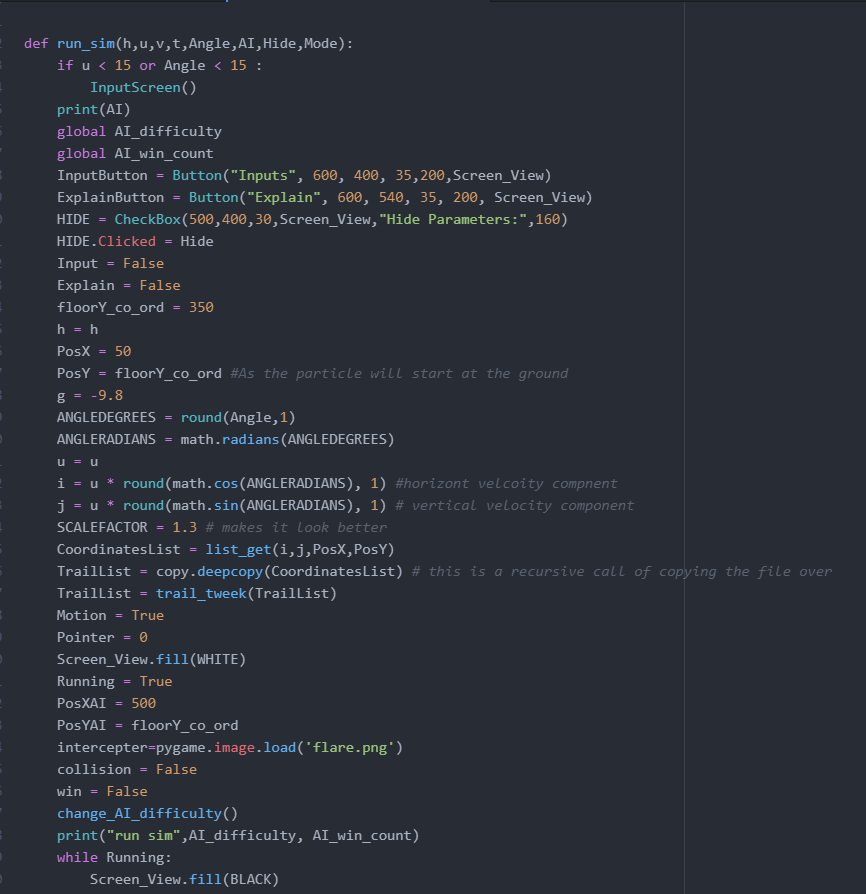 def run_sim(h,u,v,t,Angle,AI,Hide,Mode):
    if u < 15 or Angle < 15 :
        InputScreen()
    print(AI)
    global AI_difficulty
    global AI_win_count
    InputButton = Button("Inputs", 600, 400, 35,200,Screen_View)
    ExplainButton = Button("Explain", 600, 540, 35, 200, Screen_View)
    HIDE = CheckBox(500,400,30,Screen_View,"Hide Parameters:",160)
    HIDE.Clicked = Hide
    Input = False
    Explain = False
    floorY_co_ord = 350
    h = h
    PosX = 50
    PosY = floorY_co_ord #As the particle will start at the ground
    g = -9.8
    ANGLEDEGREES = round(Angle,1)
    ANGLERADIANS = math.radians(ANGLEDEGREES)
    u = u
    i = u * round(math.cos(ANGLERADIANS), 1) #horizont velcoity compnent
    j = u * round(math.sin(ANGLERADIANS), 1) # vertical velocity component
    SCALEFACTOR = 1.3 # makes it look better
    CoordinatesList = list_get(i,j,PosX,PosY)
    TrailList = copy.deepcopy(CoordinatesList) # this is a recursive call of copying the file over
    TrailList = trail_tweek(TrailList)
    Motion = True
    Pointer = 0
    Screen_View.fill(WHITE)
    Running = True
    PosXAI = 500
    PosYAI = floorY_co_ord
    intercepter=pygame.image.load('flare.png')
    collision = False
    win = False
    change_AI_difficulty()
    print("run sim",AI_difficulty, AI_win_count)
    while Running:
        Screen_View.fill(BLACK)